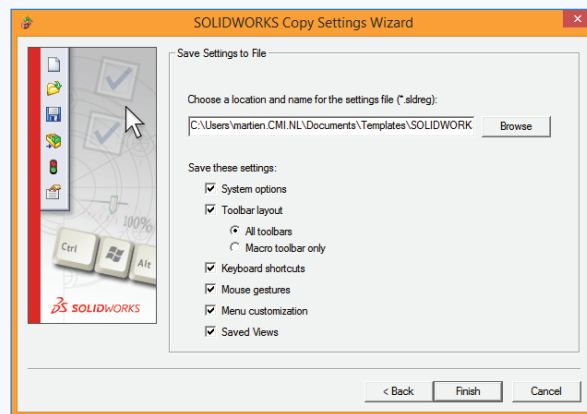 SOLIDWORKS Copy Settings Wizard
Save Settings to File
Choose a location and name for the settings file (*.sldreg):
C:\Users\martien.CMI.NL\Documents\Templates\SOLIDWORK
Browse
Save these settings:
System options
Toolbar layout
All toolbars
Macro toolbar only
Keyboard shortcuts
Mouse gestures
Menu customization
Saved Views
100%
Ctrl
Alt
SOLIDWORKS
< Back
Finish
Cancel